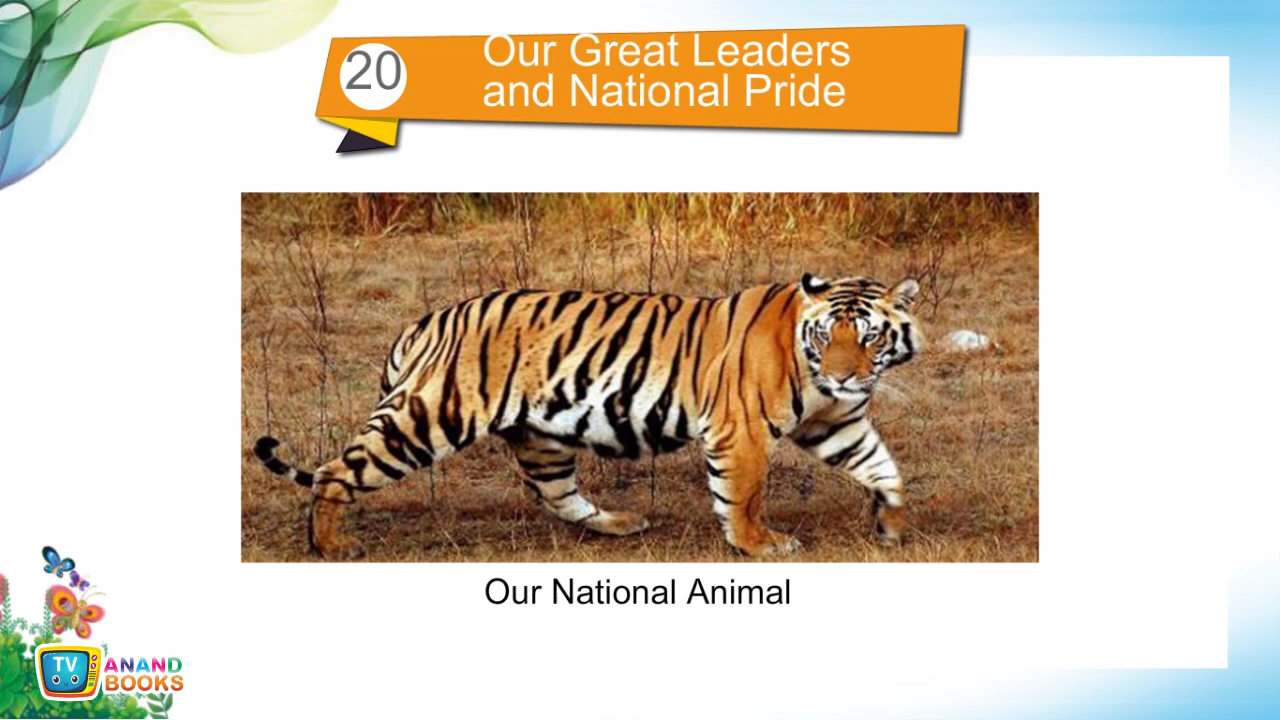 20
Our Great Leaders
and National Pride
Our National Animal
TV
ANAND
BOOKS